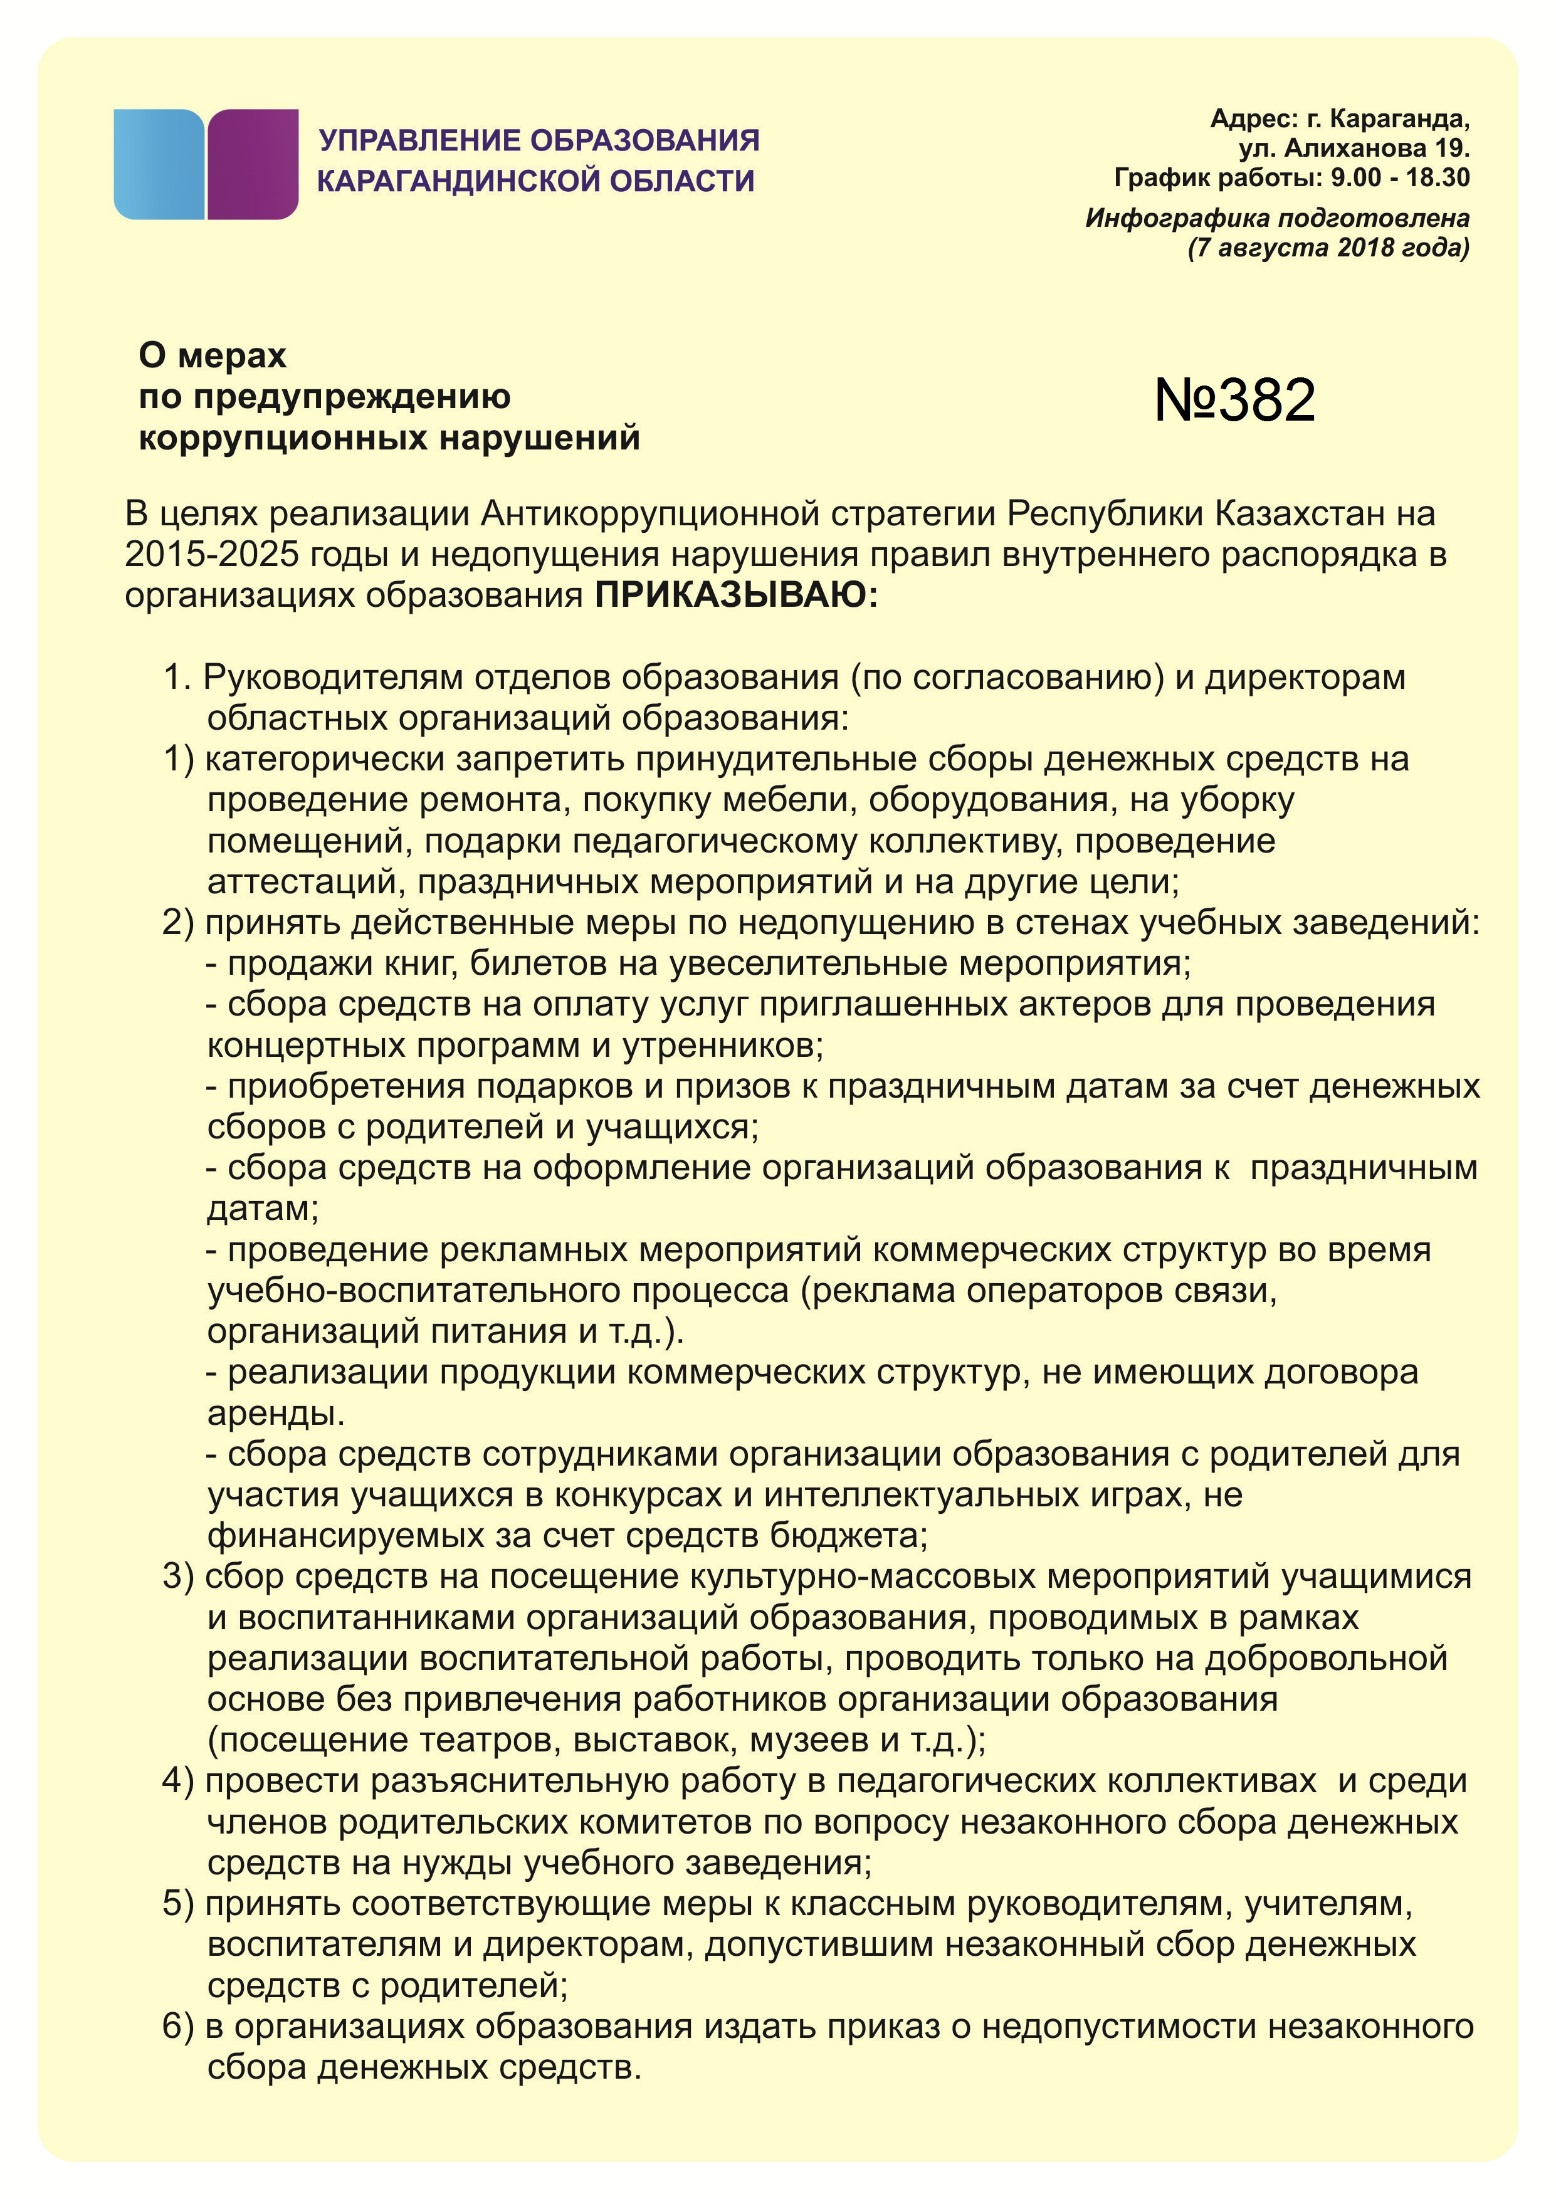 УПРАВЛЕНИЕ ОБРАЗОВАНИЯ
КАРАГАНДИНСКОЙ ОБЛАСТИ
Адрес: г. Караганда,
ул. Алиханова 19.
График работы: 9.00 - 18.30
Инфографика подготовлена
(7 августа 2018 года)
О мерах
по предупреждению
коррупционных нарушений
№382
В целях реализации Антикоррупционной стратегии Республики Казахстан на
2015-2025 годы и недопущения нарушения правил внутреннего распорядка в
организациях образования ПРИКАЗЫВАЮ:
1. Руководителям отделов образования (по согласованию) и директорам
областных организаций образования:
1) категорически запретить принудительные сборы денежных средств на
проведение ремонта, покупку мебели, оборудования, на уборку
помещений, подарки педагогическому коллективу, проведение
аттестаций, праздничных мероприятий и на другие цели;
2) принять действенные меры по недопущению в стенах учебных заведений:
- продажи книг, билетов на увеселительные мероприятия;
- сбора средств на оплату услуг приглашенных актеров для проведения
концертных программ и утренников;
- приобретения подарков и призов к праздничным датам за счет денежных
сборов с родителей и учащихся;
- сбора средств на оформление организаций образования к  праздничным
датам;
- проведение рекламных мероприятий коммерческих структур во время
учебно-воспитательного процесса (реклама операторов связи,
организаций питания и т.д.).
- реализации продукции коммерческих структур, не имеющих договора
аренды.
- сбора средств сотрудниками организации образования с родителей для
участия учащихся в конкурсах и интеллектуальных играх, не
финансируемых за счет средств бюджета;
3) сбор средств на посещение культурно-массовых мероприятий учащимися
и воспитанниками организаций образования, проводимых в рамках
реализации воспитательной работы, проводить только на добровольной
основе без привлечения работников организации образования
(посещение театров, выставок, музеев и т.д.);
4) провести разъяснительную работу в педагогических коллективах  и среди
членов родительских комитетов по вопросу незаконного сбора денежных
средств на нужды учебного заведения;
5) принять соответствующие меры к классным руководителям, учителям,
воспитателям и директорам, допустившим незаконный сбор денежных
средств с родителей;
6) в организациях образования издать приказ о недопустимости незаконного
сбора денежных средств.